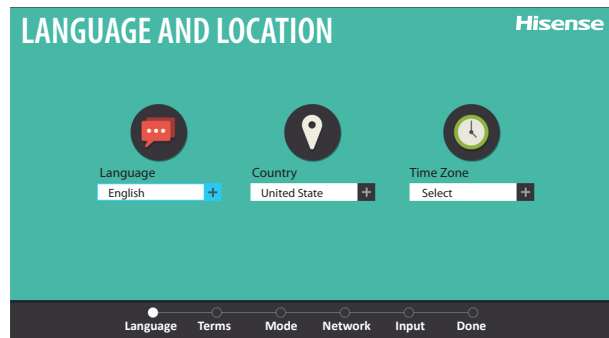 LANGUAGE AND LOCATION
Hisense
Language
Country
Time Zone
English +
United State +
Select +
Language Terms Mode Network Input Done